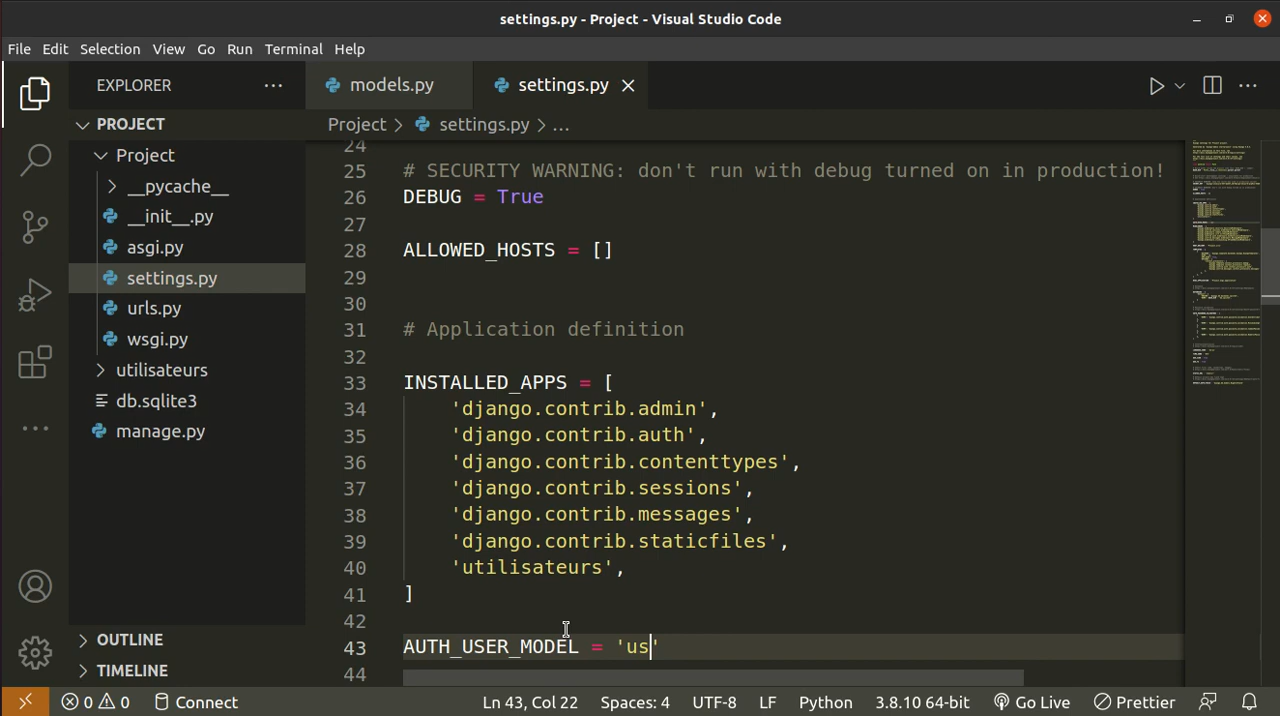 settings.py - Project - Visual Studio Code
File Edit Selection View Go Run Terminal Help
EXPLORER
models.py
settings.py
PROJECT
Project > settings.py > ...
Project
__pycache__
__init__.py
asgi.py
settings.py
urls.py
wsgi.py
utilisateurs
db.sqlite3
manage.py
OUTLINE
TIMELINE
24
25 # SECURITY WARNING: don't run with debug turned on in production!
26 DEBUG = True
27
28 ALLOWED_HOSTS = []
29
30
31 # Application definition
32
33 INSTALLED_APPS = [
34 'django.contrib.admin',
35 'django.contrib.auth',
36 'django.contrib.contenttypes',
37 'django.contrib.sessions',
38 'django.contrib.messages',
39 'django.contrib.staticfiles',
40 'utilisateurs',
41 ]
42
43 AUTH_USER_MODEL = 'us'
44
0 0 Connect Ln 43, Col 22 Spaces: 4 UTF-8 LF Python 3.8.10 64-bit Go Live Prettier